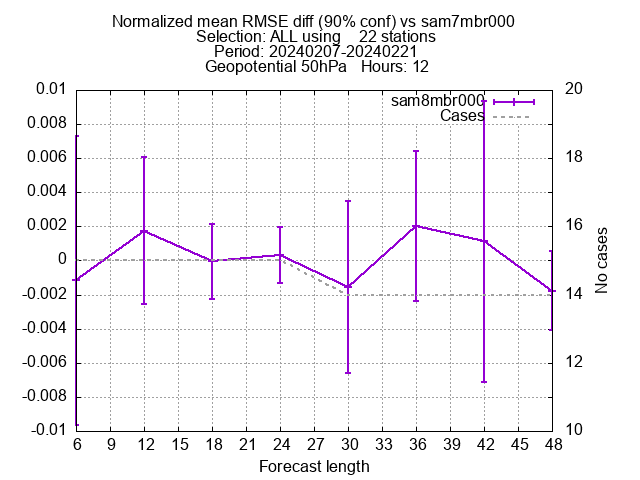 Normalized mean RMSE diff (90% conf) vs sam7mbr000
Selection: ALL using    22 stations
Period: 20240207-20240221
Geopotential 50hPa   Hours: 12
0.01
0.008
0.006
0.004
0.002
0
-0.002
-0.004
-0.006
-0.008
-0.01
sam8mbr000
Cases
20
18
16
14
12
10
No cases
6 9 12 15 18 21 24 27 30 33 36 39 42 45 48
Forecast length